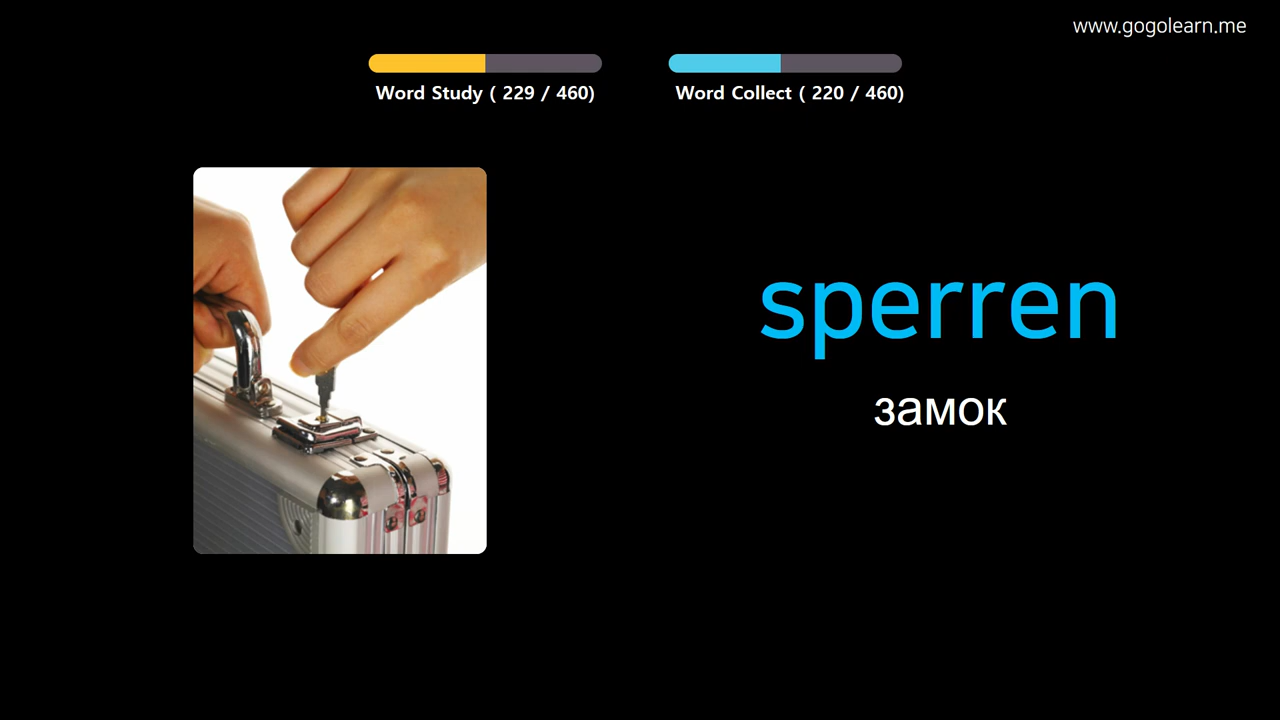 www.gogolearn.me
Word Study ( 229 / 460)
Word Collect ( 220 / 460)
sperren
замок